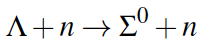 Λ + n → Σ⁰ + n